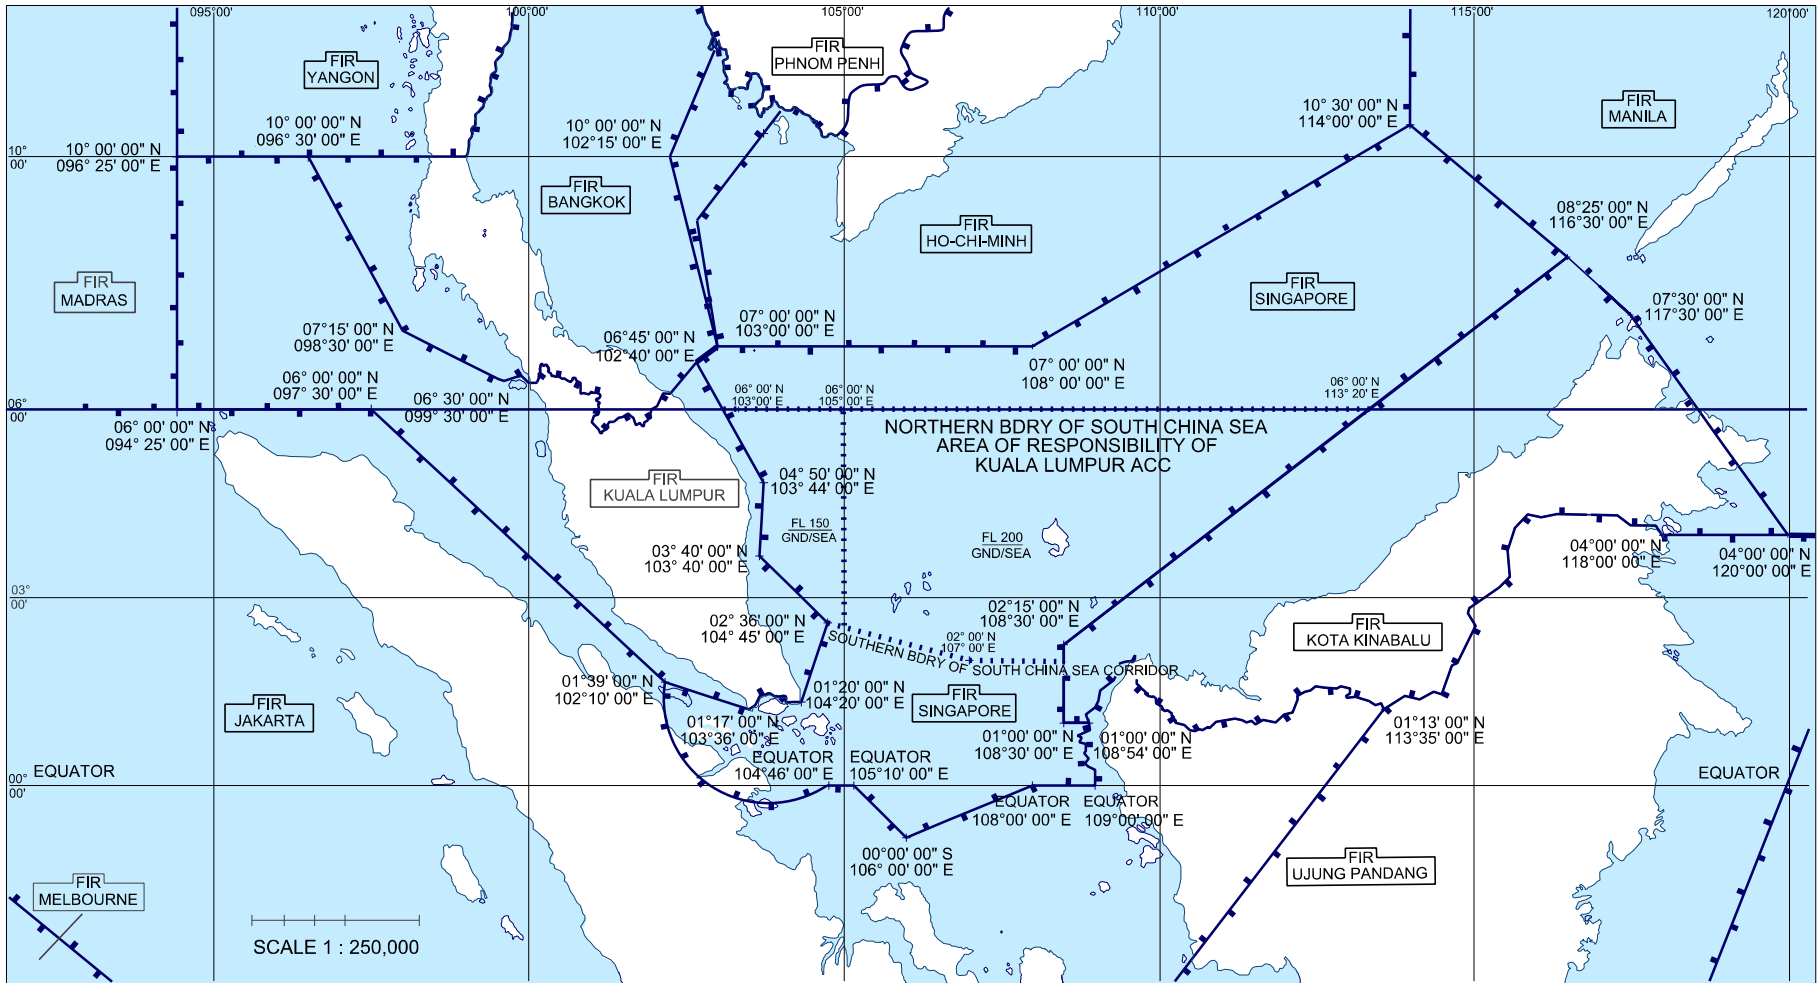 095°00'
100°00'
105°00'
110°00'
115°00'
120°00'
FIR
YANGON
FIR
PHNOM PENH
FIR
MANILA
10° 00' 00" N
096° 30' 00" E
10° 00' 00" N
102°15' 00" E
10° 30' 00" N
114°00' 00" E
10°
00'
10° 00' 00" N
096° 25' 00" E
FIR
BANGKOK
FIR
HO-CHI-MINH
08°25' 00" N
116°30' 00" E
FIR
MADRAS
FIR
SINGAPORE
07°15' 00" N
098°30' 00" E
06°45' 00" N
102°40' 00" E
07° 00' 00" N
103°00' 00" E
07°30' 00" N
117°30' 00" E
07° 00' 00" N
108° 00' 00" E
06° 00' 00" N
097° 30' 00" E
06° 30' 00" N
099° 30' 00" E
06° 00' N
103°00' E
06°00' N
105°00' E
06° 00' N
113° 20' E
06°
00'
06° 00' 00" N
094° 25' 00" E
NORTHERN BDRY OF SOUTH CHINA SEA
AREA OF RESPONSIBILITY OF
KUALA LUMPUR ACC
FIR
KUALA LUMPUR
04° 50' 00" N
103° 44' 00" E
FL 150
GND/SEA
FL 200
GND/SEA
03° 40' 00" N
103° 40' 00" E
04°00' 00" N
118°00' 00" E
04°00' 00" N
120°00' 00" E
03°
00'
02° 36' 00" N
104° 45' 00" E
02°15' 00" N
108°30' 00" E
FIR
KOTA KINABALU
02° 00' N
107° 00' E
SOUTHERN BDRY OF SOUTH CHINA SEA CORRIDOR
01°39' 00" N
102°10' 00" E
01°20' 00" N
104°20' 00" E
FIR
SINGAPORE
FIR
JAKARTA
01°17' 00" N
103°36' 00" E
01°00' 00" N
108°30' 00" E
01°00' 00" N
108°54' 00" E
01°13' 00" N
113°35' 00" E
EQUATOR
104°46' 00" E
EQUATOR
105°10' 00" E
EQUATOR
EQUATOR
00°
00'
EQUATOR
108°00' 00" E
EQUATOR
109°00' 00" E
00°00' 00" S
106° 00' 00" E
FIR
UJUNG PANDANG
FIR
MELBOURNE
SCALE 1 : 250,000